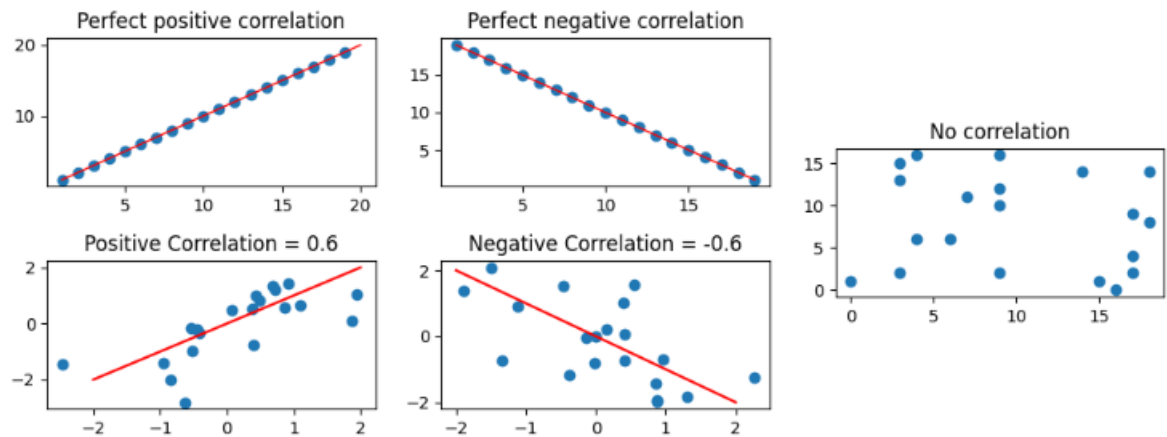 Perfect positive correlation
20
10
5 10 15 20
Perfect negative correlation
15
10
5
5 10 15
No correlation
15
10
5
0
0 5 10 15
Positive Correlation = 0.6
2
0
−2
−2 −1 0 1 2
Negative Correlation = -0.6
2
0
−2
−2 −1 0 1 2